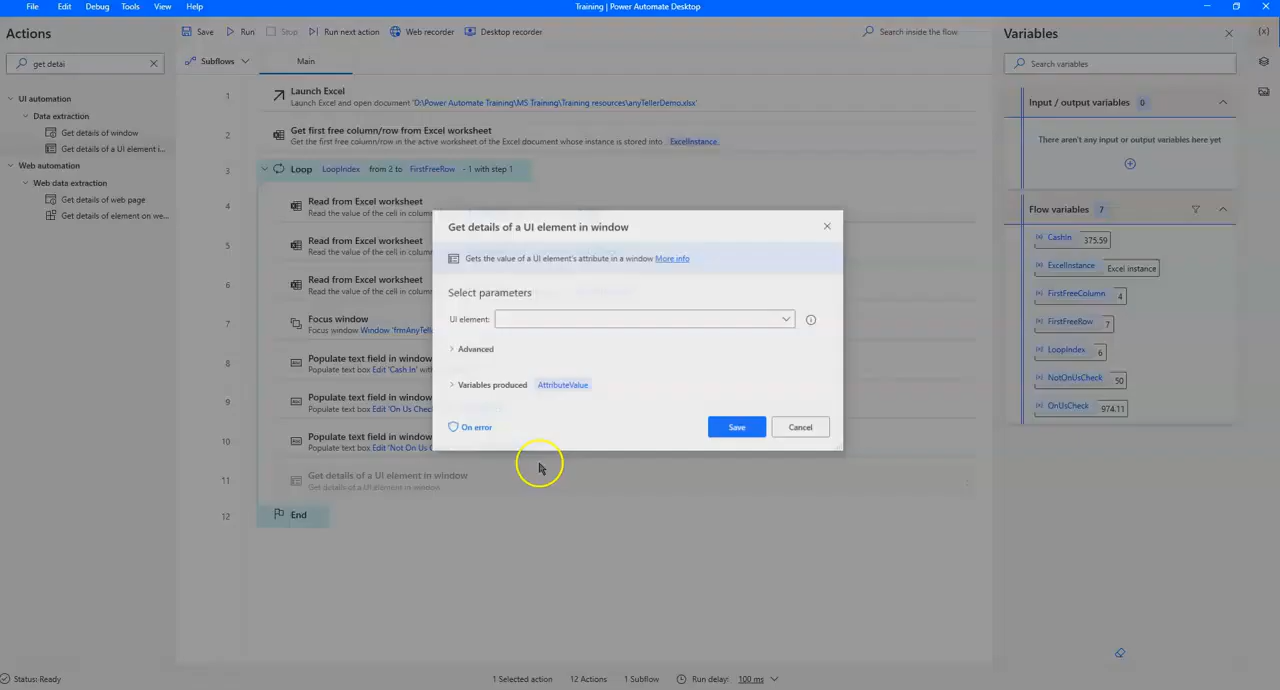 File Edit Debug Tools View Help
Training | Power Automate Desktop
Actions
get detai
UI automation
Data extraction
Get details of window
Get details of a UI element i...
Web automation
Web data extraction
Get details of web page
Get details of element on we...
Save Run Stop Run next action Web recorder Desktop recorder
Search inside the flow
Subflows
Main
1
Launch Excel
Launch Excel and open document 'D:\Power Automate Training\MS Training\Training resources\anyTellerDemo.xlsx'
2
Get first free column/row from Excel worksheet
Get the first free column/row in the active worksheet of the Excel document whose instance is stored into ExcelInstance
3
Loop LoopIndex from 2 to FirstFreeRow - 1 with step 1
4
Read from Excel worksheet
Read the value of the cell in colum
5
Read from Excel worksheet
Read the value of the cell in colum
6
Read from Excel worksheet
Read the value of the cell in colum
7
Focus window
Focus window Window 'frmAnyTelle
8
Populate text field in window
Populate text box Edit 'Cash In' with
9
Populate text field in window
Populate text box Edit 'On Us Chec
10
Populate text field in window
Populate text box Edit 'Not On Us C
11
Get details of a UI element in window
Get details of a UI element in window
12
End
Get details of a UI element in window
Gets the value of a UI element's attribute in a window More info
Select parameters
UI element:
Advanced
Variables produced AttributeValue
On error
Save
Cancel
Variables
{x}
Search variables
Input / output variables 0
There aren't any input or output variables here yet
Flow variables 7
(x) CashIn 375.59
(x) ExcelInstance Excel instance
(x) FirstFreeColumn 4
(x) FirstFreeRow 7
(x) LoopIndex 6
(x) NotOnUsCheck 50
(x) OnUsCheck 974.11
Status: Ready
1 Selected action
12 Actions
1 Subflow
Run delay: 100 ms